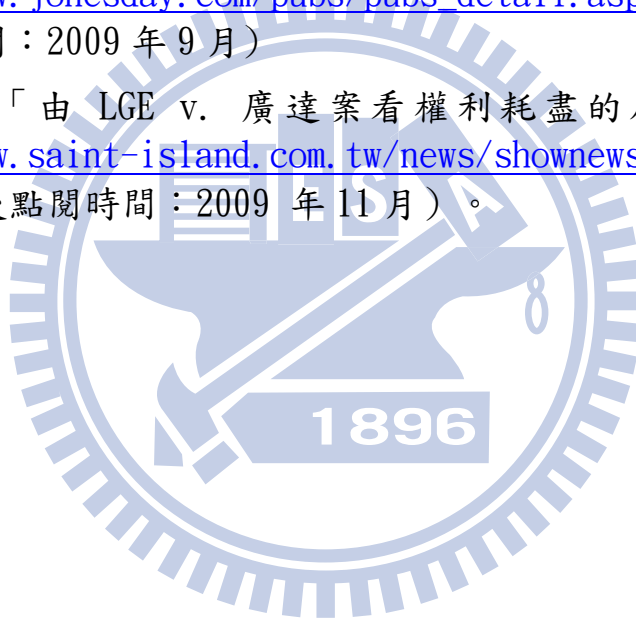 w.jonesday.com/pubs/pubs_detail.asp
：2009 年 9 月）
「由 LGE v. 廣達案看權利耗盡的
w.saint-island.com.tw/news/shownews
點閱時間：2009 年 11 月）。
E S A
8
1896